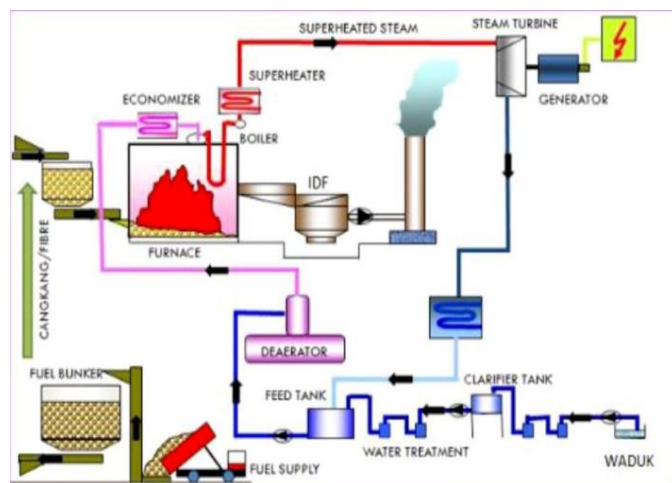 SUPERHEATED STEAM
STEAM TURBINE
SUPERHEATER
ECONOMIZER
GENERATOR
BOILER
IDF
FURNACE
CANGKANG/FIBRE
DEAERATOR
FUEL BUNKER
FEED TANK
CLARIFIER TANK
WATER TREATMENT
WADUK
FUEL SUPPLY